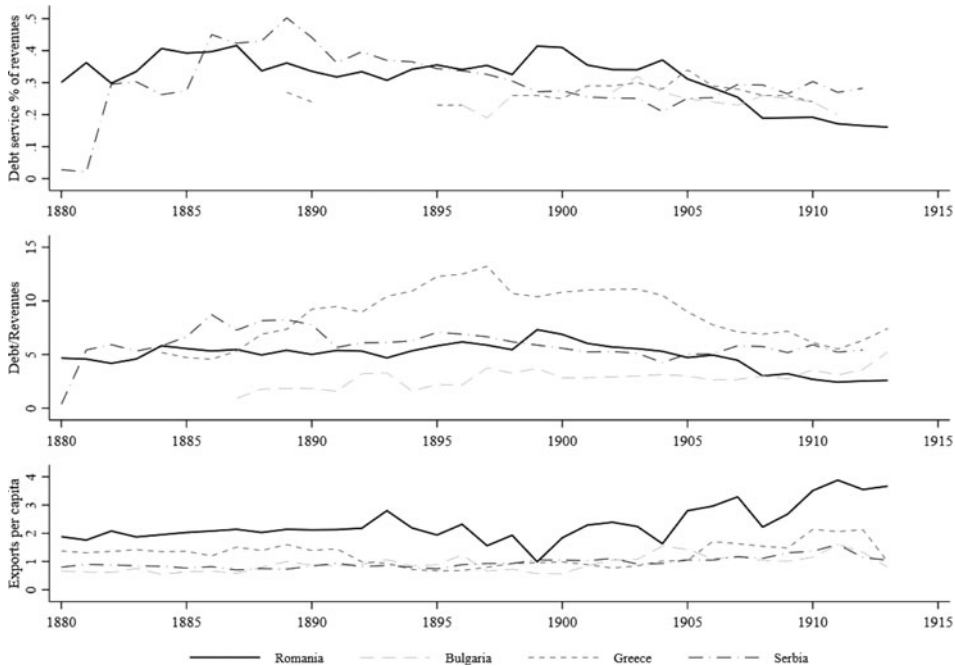 Debt service % of revenues
.5
.4
.3
.2
.1
0
1880 1885 1890 1895 1900 1905 1910 1915
Debt/Revenues
15
10
5
0
1880 1885 1890 1895 1900 1905 1910 1915
Exports per capita
4
3
2
1
0
1880 1885 1890 1895 1900 1905 1910 1915
Romania Bulgaria Greece Serbia